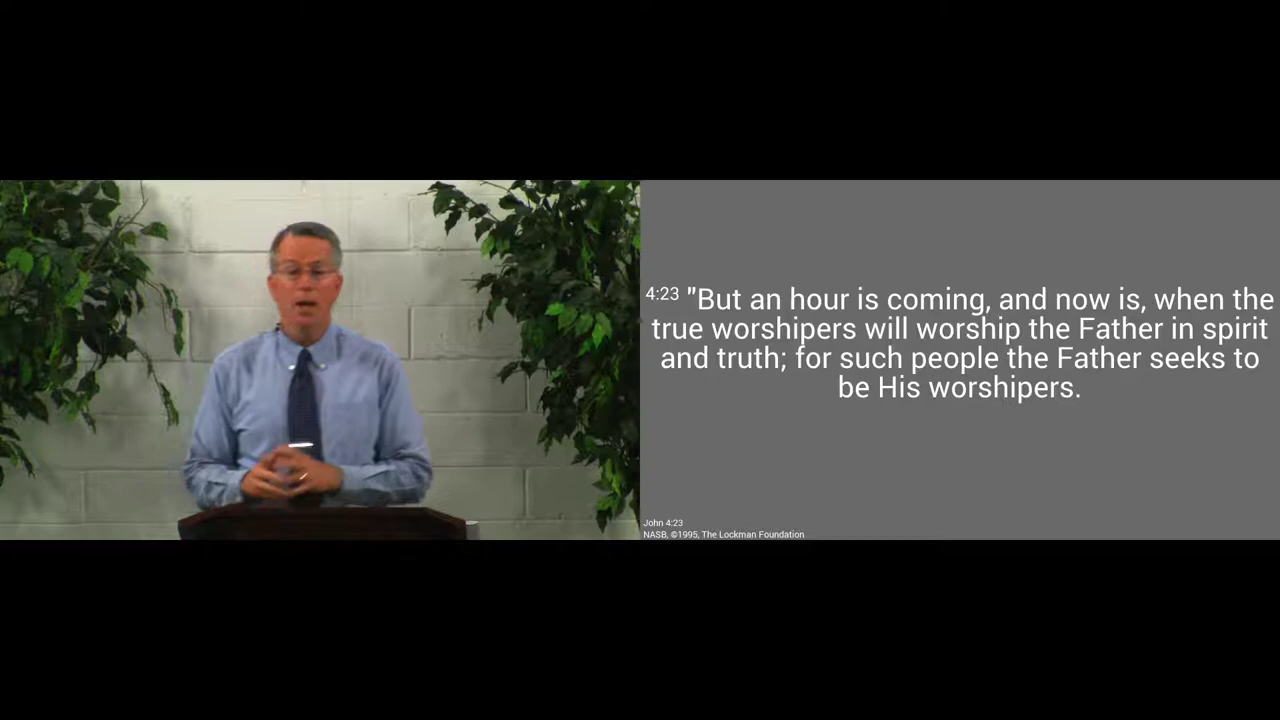 4:23 "But an hour is coming, and now is, when the
true worshipers will worship the Father in spirit
and truth; for such people the Father seeks to
be His worshipers.
John 4:23
NASB, ©1995, The Lockman Foundation